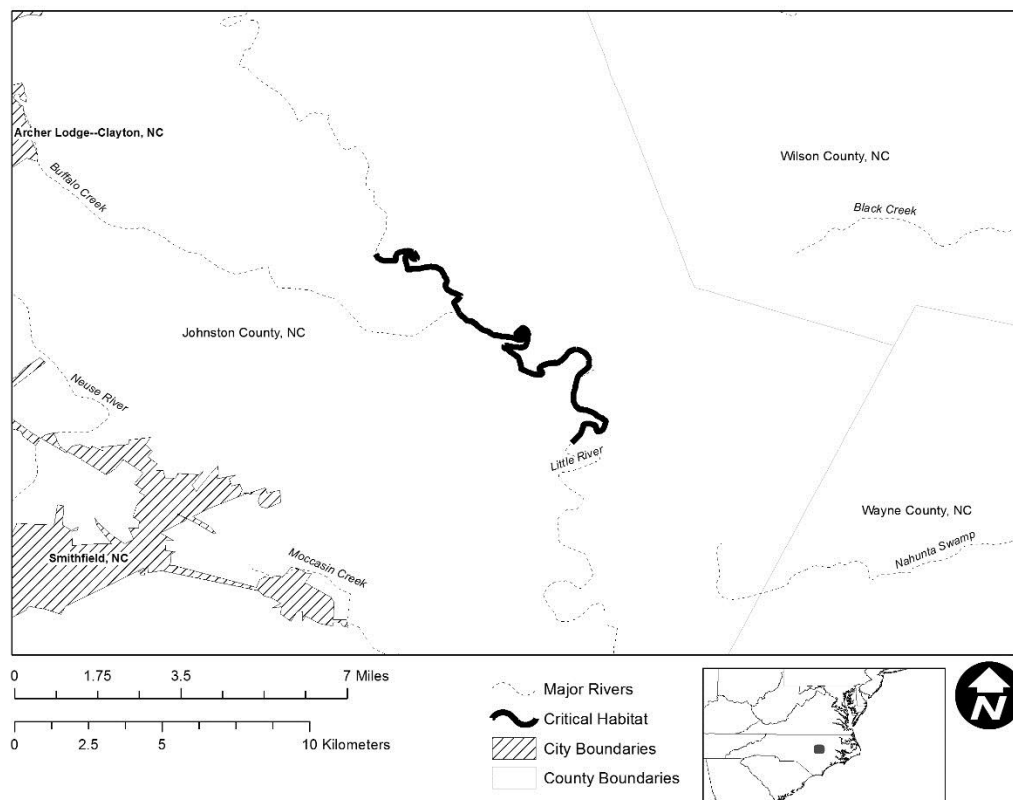 Archer Lodge--Clayton, NC
Wilson County, NC
Buffalo Creek
Black Creek
Johnston County, NC
Neuse River
Little River
Wayne County, NC
Smithfield, NC
Moccasin Creek
Nahunta Swamp
0 1.75 3.5 7 Miles
0 2.5 5 10 Kilometers
Major Rivers
Critical Habitat
City Boundaries
County Boundaries
N